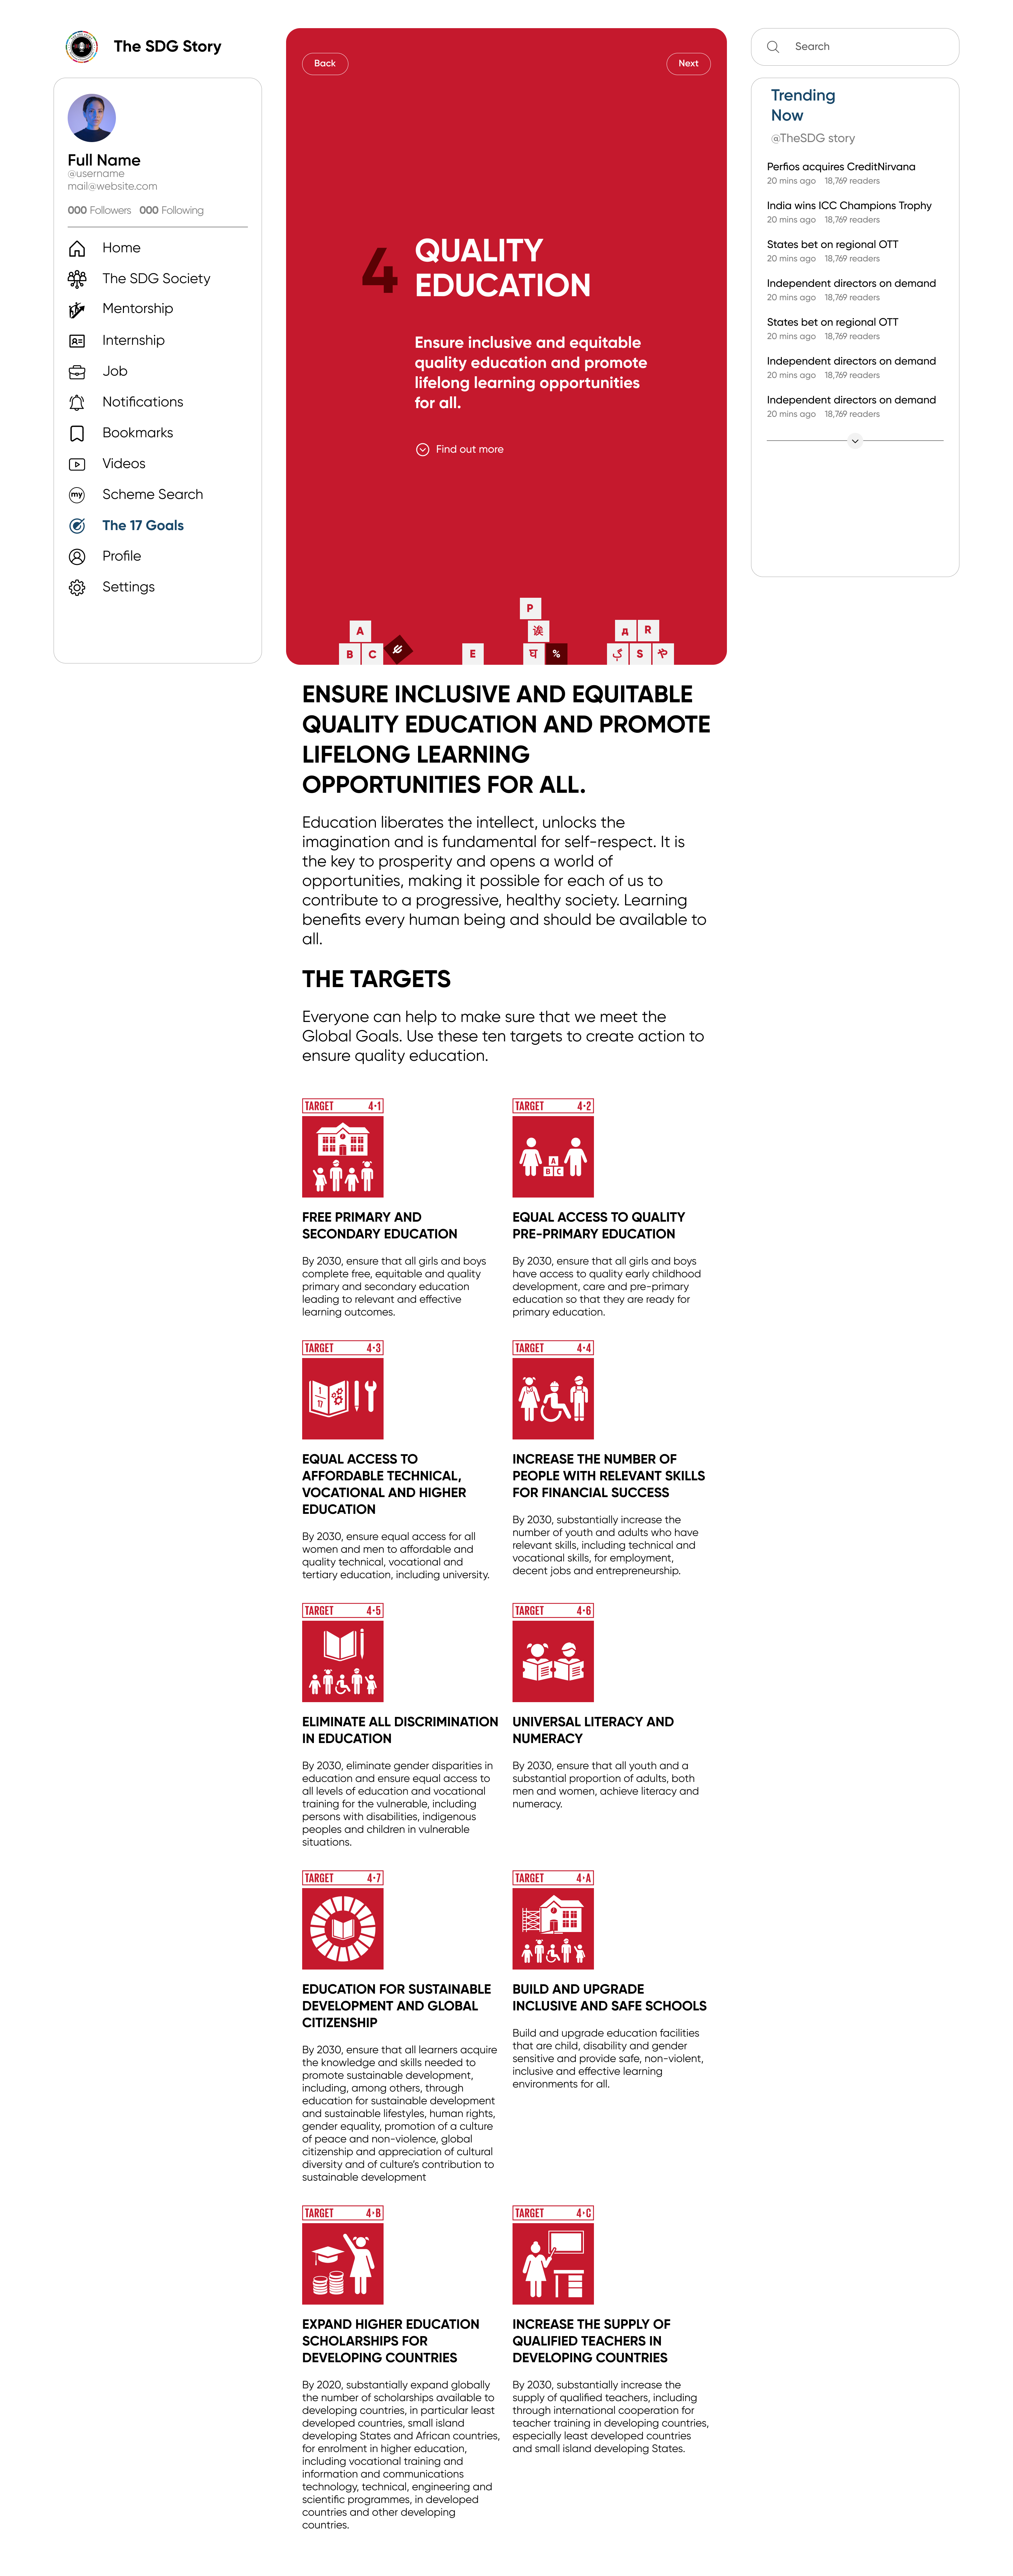 The SDG Story
Full Name
@username
mail@website.com
000 Followers 000 Following
Home
The SDG Society
Mentorship
Internship
Job
Notifications
Bookmarks
Videos
my
Scheme Search
The 17 Goals
Profile
Settings
Back
Next
4
QUALITY
EDUCATION
Ensure inclusive and equitable
quality education and promote
lifelong learning opportunities
for all.
Find out more
P
A
诶
Д R
B C
E
घ %
S や
Search
Trending
Now
@TheSDG story
Perfios acquires CreditNirvana
20 mins ago 18,769 readers
India wins ICC Champions Trophy
20 mins ago 18,769 readers
States bet on regional OTT
20 mins ago 18,769 readers
Independent directors on demand
20 mins ago 18,769 readers
States bet on regional OTT
20 mins ago 18,769 readers
Independent directors on demand
20 mins ago 18,769 readers
Independent directors on demand
20 mins ago 18,769 readers
ENSURE INCLUSIVE AND EQUITABLE
QUALITY EDUCATION AND PROMOTE
LIFELONG LEARNING
OPPORTUNITIES FOR ALL.
Education liberates the intellect, unlocks the
imagination and is fundamental for self-respect. It is
the key to prosperity and opens a world of
opportunities, making it possible for each of us to
contribute to a progressive, healthy society. Learning
benefits every human being and should be available to
all.
THE TARGETS
Everyone can help to make sure that we meet the
Global Goals. Use these ten targets to create action to
ensure quality education.
TARGET 4·1
FREE PRIMARY AND
SECONDARY EDUCATION
By 2030, ensure that all girls and boys
complete free, equitable and quality
primary and secondary education
leading to relevant and effective
learning outcomes.
TARGET 4·2
A
B C
EQUAL ACCESS TO QUALITY
PRE-PRIMARY EDUCATION
By 2030, ensure that all girls and boys
have access to quality early childhood
development, care and pre-primary
education so that they are ready for
primary education.
TARGET 4·3
1
17
EQUAL ACCESS TO
AFFORDABLE TECHNICAL,
VOCATIONAL AND HIGHER
EDUCATION
By 2030, ensure equal access for all
women and men to affordable and
quality technical, vocational and
tertiary education, including university.
TARGET 4·4
INCREASE THE NUMBER OF
PEOPLE WITH RELEVANT SKILLS
FOR FINANCIAL SUCCESS
By 2030, substantially increase the
number of youth and adults who have
relevant skills, including technical and
vocational skills, for employment,
decent jobs and entrepreneurship.
TARGET 4·5
ELIMINATE ALL DISCRIMINATION
IN EDUCATION
By 2030, eliminate gender disparities in
education and ensure equal access to
all levels of education and vocational
training for the vulnerable, including
persons with disabilities, indigenous
peoples and children in vulnerable
situations.
TARGET 4·6
UNIVERSAL LITERACY AND
NUMERACY
By 2030, ensure that all youth and a
substantial proportion of adults, both
men and women, achieve literacy and
numeracy.
TARGET 4·7
EDUCATION FOR SUSTAINABLE
DEVELOPMENT AND GLOBAL
CITIZENSHIP
By 2030, ensure that all learners acquire
the knowledge and skills needed to
promote sustainable development,
including, among others, through
education for sustainable development
and sustainable lifestyles, human rights,
gender equality, promotion of a culture
of peace and non-violence, global
citizenship and appreciation of cultural
diversity and of culture's contribution to
sustainable development
TARGET 4·A
BUILD AND UPGRADE
INCLUSIVE AND SAFE SCHOOLS
Build and upgrade education facilities
that are child, disability and gender
sensitive and provide safe, non-violent,
inclusive and effective learning
environments for all.
TARGET 4·B
EXPAND HIGHER EDUCATION
SCHOLARSHIPS FOR
DEVELOPING COUNTRIES
By 2020, substantially expand globally
the number of scholarships available to
developing countries, in particular least
developed countries, small island
developing States and African countries,
for enrolment in higher education,
including vocational training and
information and communications
technology, technical, engineering and
scientific programmes, in developed
countries and other developing
countries.
TARGET 4·C
INCREASE THE SUPPLY OF
QUALIFIED TEACHERS IN
DEVELOPING COUNTRIES
By 2030, substantially increase the
supply of qualified teachers, including
through international cooperation for
teacher training in developing countries,
especially least developed countries
and small island developing States.